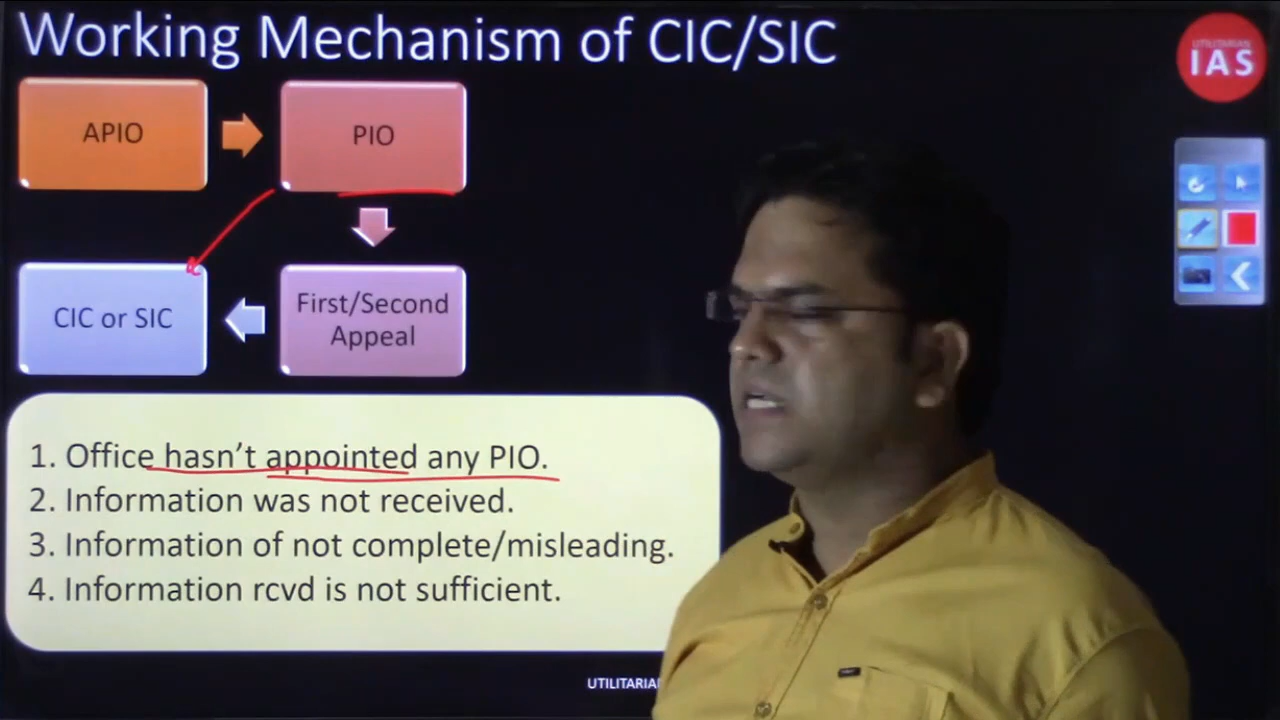 Working Mechanism of CIC/SIC
UTILITARIAN
IAS
APIO
PIO
CIC or SIC
First/Second
Appeal
1. Office hasn't appointed any PIO.
2. Information was not received.
3. Information of not complete/misleading.
4. Information rcvd is not sufficient.
UTILITARIA